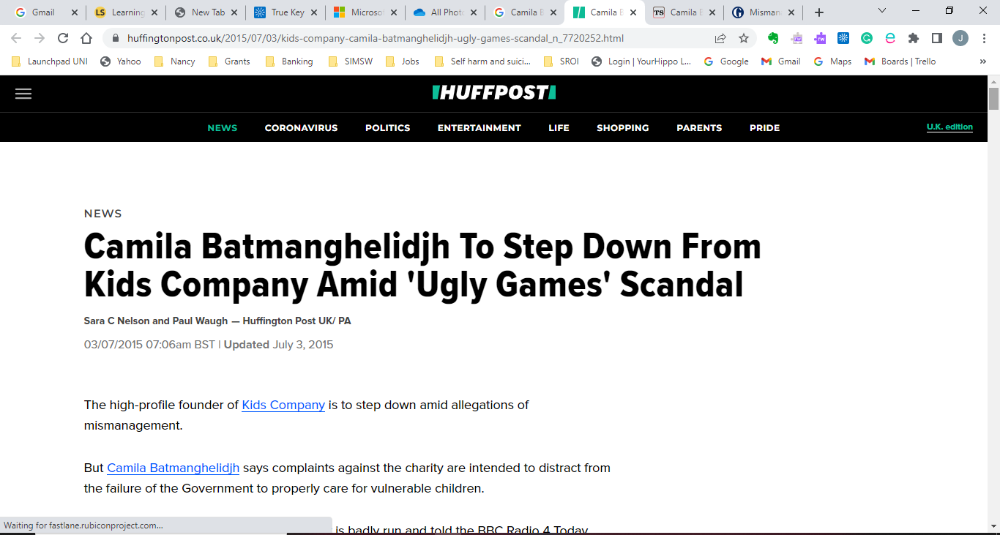 Gmail
LS Learning
New Tab
True Key
Microso
All Phot
Camila B
Camila B
TS Camila B
Misman
huffingtonpost.co.uk/2015/07/03/kids-company-camila-batmanghelidjh-ugly-games-scandal_n_7720252.html
J
Launchpad UNI
Yahoo
Nancy
Grants
Banking
SIMSW
Jobs
Self harm and suici...
SROI
Login | YourHippo L...
Google
Gmail
Maps
Boards | Trello
»
HUFFPOST
NEWS
CORONAVIRUS
POLITICS
ENTERTAINMENT
LIFE
SHOPPING
PARENTS
PRIDE
U.K. edition
NEWS
Camila Batmanghelidjh To Step Down From
Kids Company Amid 'Ugly Games' Scandal
Sara C Nelson and Paul Waugh — Huffington Post UK/ PA
03/07/2015 07:06am BST | Updated July 3, 2015
The high-profile founder of Kids Company is to step down amid allegations of
mismanagement.
But Camila Batmanghelidjh says complaints against the charity are intended to distract from
the failure of the Government to properly care for vulnerable children.
is badly run and told the BBC Radio 4 Today
Waiting for fastlane.rubiconproject.com...